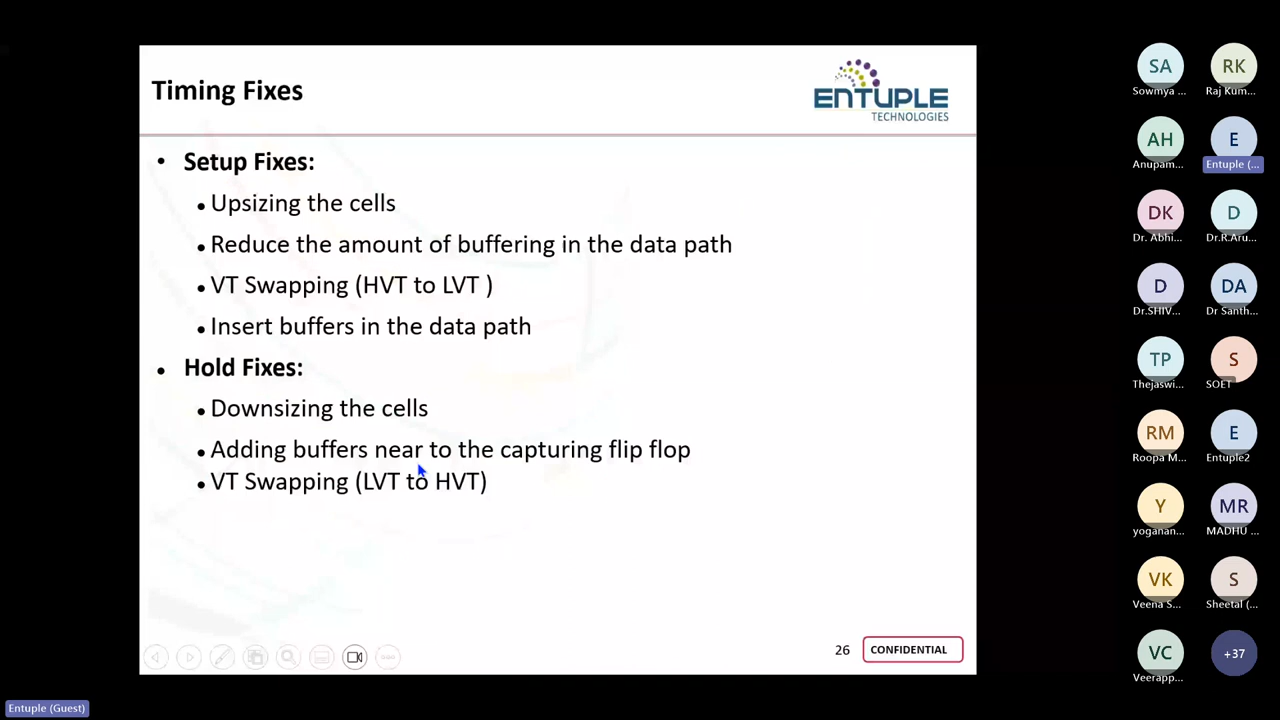 Timing Fixes
ENTUPLE
TECHNOLOGIES
• Setup Fixes:
• Upsizing the cells
• Reduce the amount of buffering in the data path
• VT Swapping (HVT to LVT )
• Insert buffers in the data path
• Hold Fixes:
• Downsizing the cells
• Adding buffers near to the capturing flip flop
• VT Swapping (LVT to HVT)
26
CONFIDENTIAL
SA
RK
Sowmya ...
Raj Kum...
AH
E
Anupam...
Entuple (...
DK
D
Dr. Abhi...
Dr.R.Aru...
D
DA
Dr.SHIV...
Dr Santh...
TP
S
Thejaswi...
SOET
RM
E
Roopa M...
Entuple2
Y
MR
yoganan...
MADHU ...
VK
S
Veena S...
Sheetal (...
VC
+37
Veerapp...
Entuple (Guest)